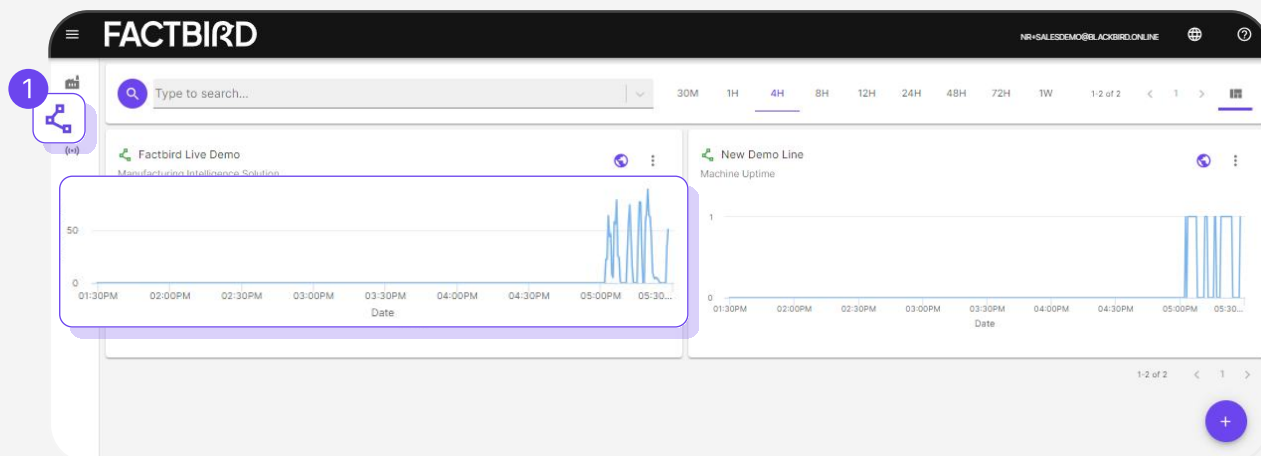 FACTBIRD
NR+SALESDEMO@BLACKBIRD.ONLINE
1
Type to search...
30M 1H 4H 8H 12H 24H 48H 72H 1W 1-2 of 2 1
Factbird Live Demo
Manufacturing Intelligence Solution
50
0
01:30PM 02:00PM 02:30PM 03:00PM 03:30PM 04:00PM 04:30PM 05:00PM 05:30...
Date
New Demo Line
Machine Uptime
1
0
01:30PM 02:00PM 02:30PM 03:00PM 03:30PM 04:00PM 04:30PM 05:00PM 05:30...
Date
1-2 of 2 1